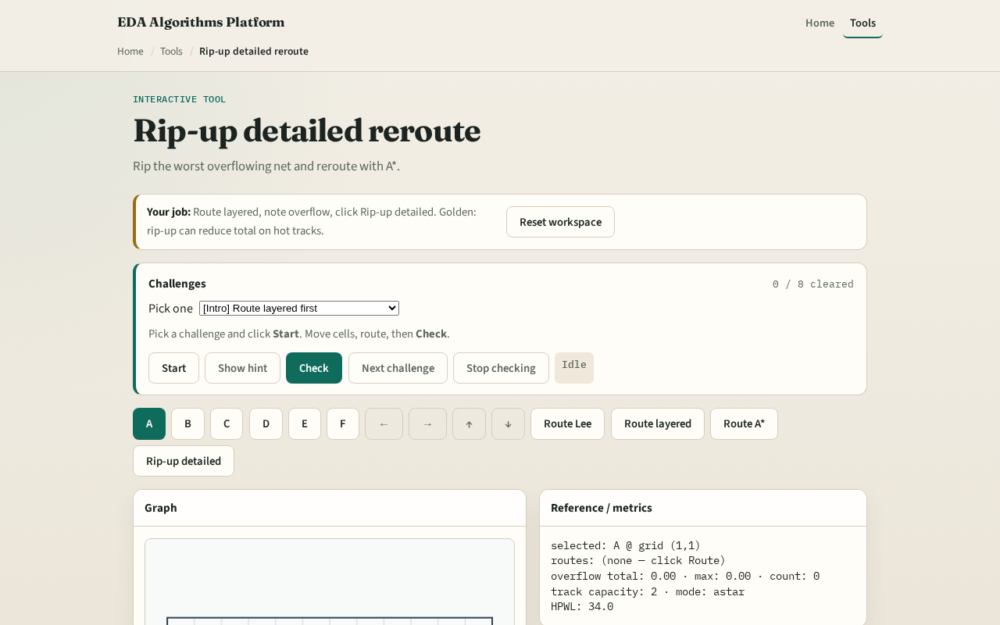 EDA Algorithms Platform
Home
Tools
Home / Tools / Rip-up detailed reroute
INTERACTIVE TOOL
Rip-up detailed reroute
Rip the worst overflowing net and reroute with A*.
Your job: Route layered, note overflow, click Rip-up detailed. Golden:
rip-up can reduce total on hot tracks.
Reset workspace
Challenges
0 / 8 cleared
Pick one
[Intro] Route layered first
Pick a challenge and click Start. Move cells, route, then Check.
Start
Show hint
Check
Next challenge
Stop checking
Idle
A
B
C
D
E
F
←
→
↑
↓
Route Lee
Route layered
Route A*
Rip-up detailed
Graph
Reference / metrics
selected: A @ grid (1,1)
routes: (none — click Route)
overflow total: 0.00 · max: 0.00 · count: 0
track capacity: 2 · mode: astar
HPWL: 34.0